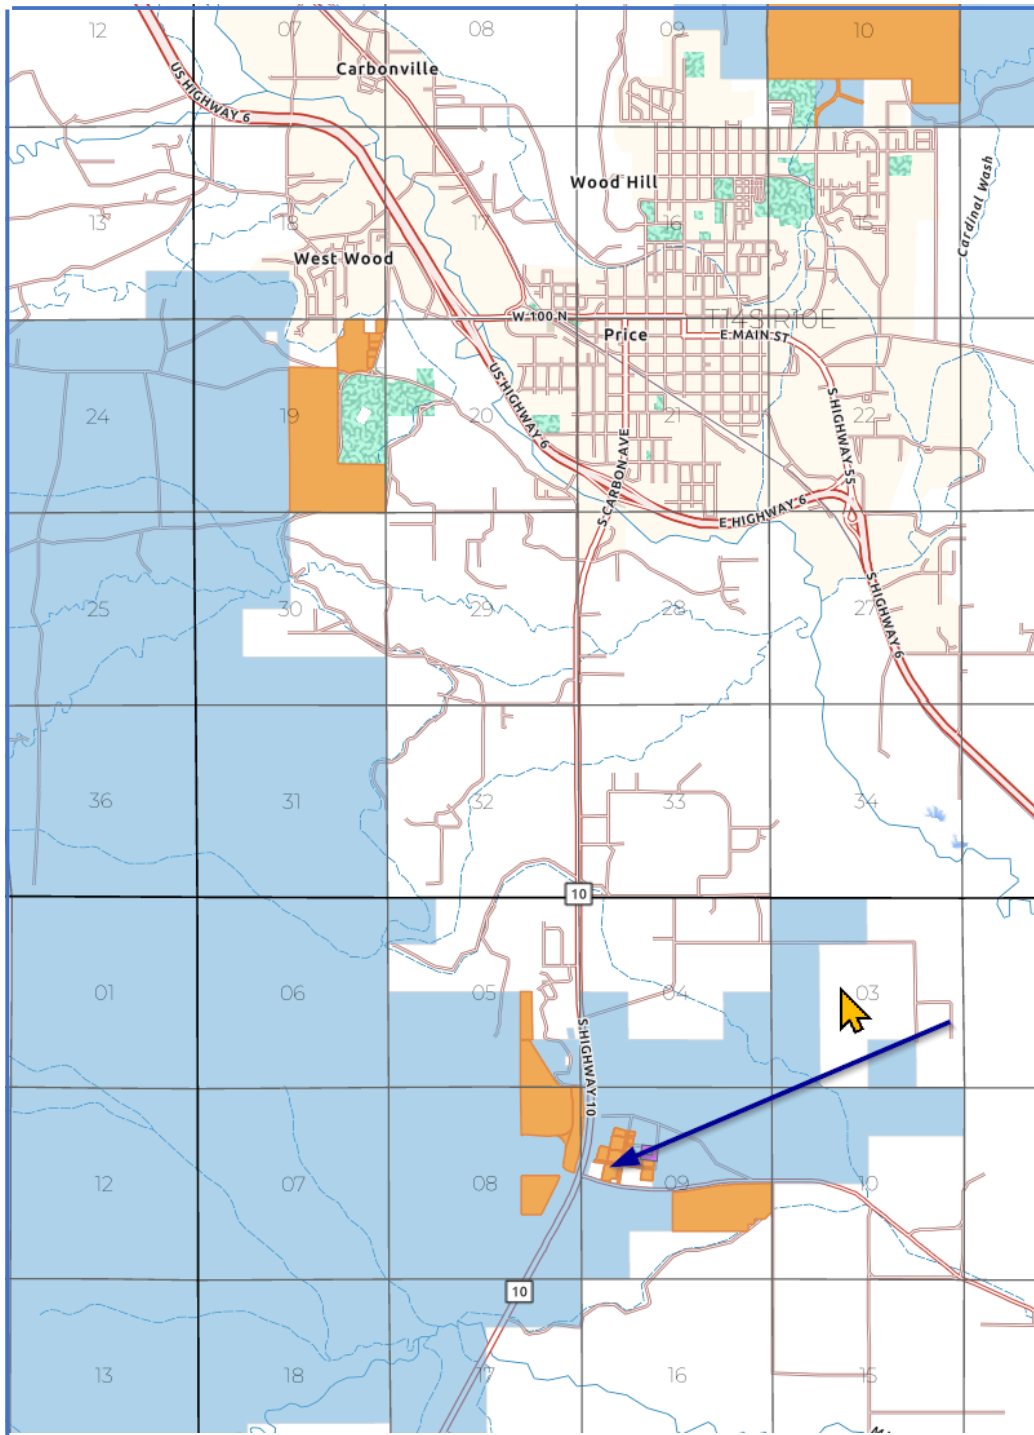 12
07
08
09
10
Carbonville
US HIGHWAY 6
Cardinal Wash
Wood Hill
13
18
17
16
15
West Wood
W 100 N
T14S R10E
Price
E MAIN ST
US HIGHWAY 6
S HIGHWAY 55
24
19
20
21
22
S CARBON AVE
E HIGHWAY 6
S HIGHWAY 6
25
30
29
28
27
36
31
32
33
34
10
01
06
05
04
03
S HIGHWAY 10
12
07
08
09
10
10
13
18
17
16
15